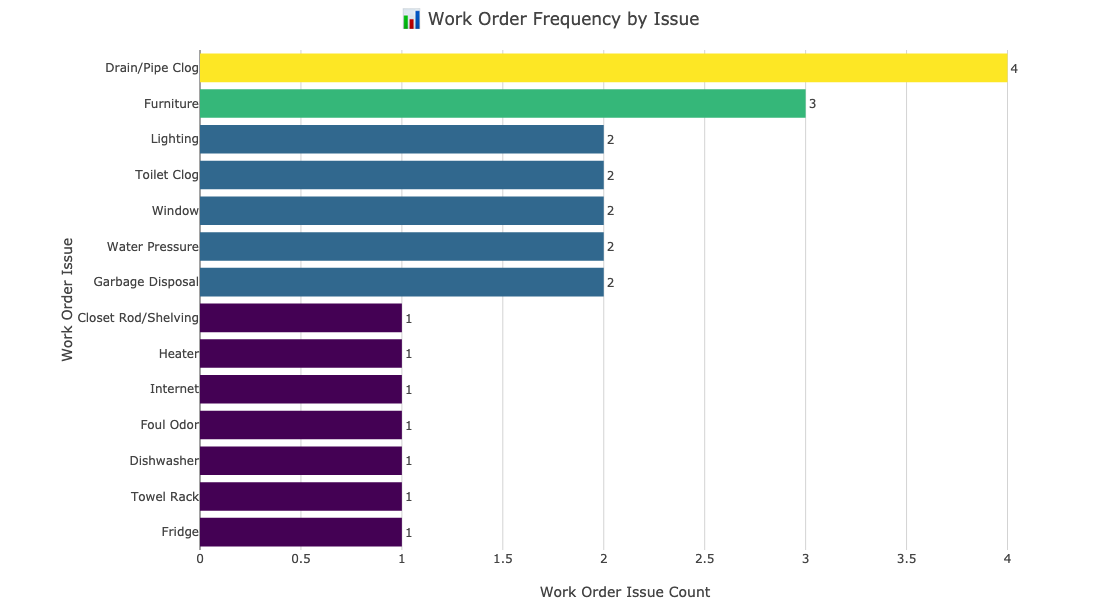 📊 Work Order Frequency by Issue
Work Order Issue
Drain/Pipe Clog 4
Furniture 3
Lighting 2
Toilet Clog 2
Window 2
Water Pressure 2
Garbage Disposal 2
Closet Rod/Shelving 1
Heater 1
Internet 1
Foul Odor 1
Dishwasher 1
Towel Rack 1
Fridge 1
0 0.5 1 1.5 2 2.5 3 3.5 4
Work Order Issue Count